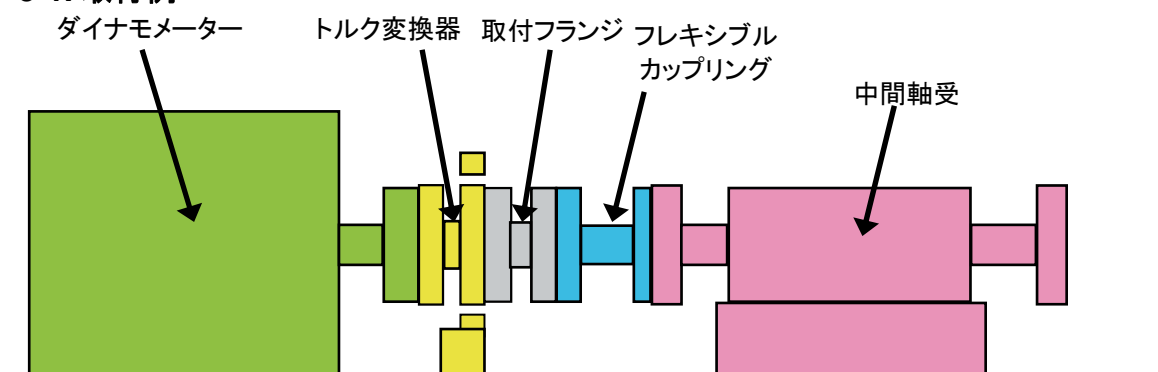 ダイナモメーター
トルク変換器
取付フランジ
フレキシブル
カップリング
中間軸受